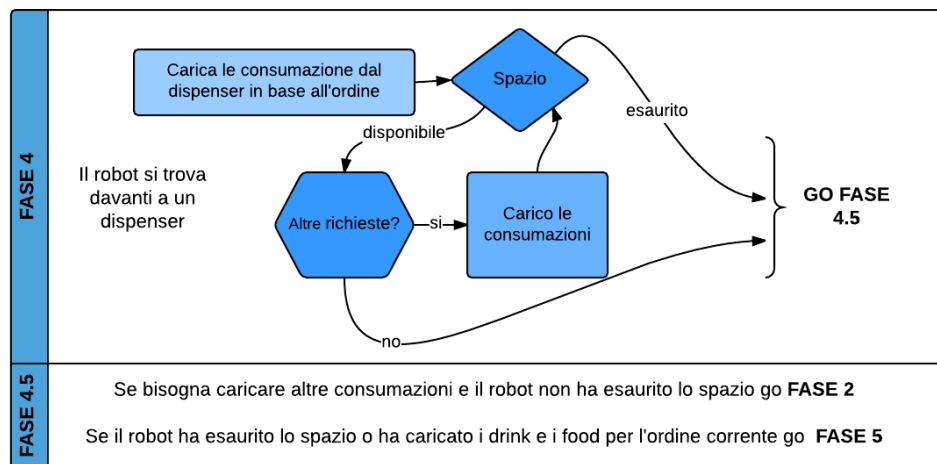 FASE 4
Carica le consumazione dal
dispenser in base all'ordine
Spazio
esaurito
disponibile
Il robot si trova
davanti a un
dispenser
Altre richieste?
si
Carico le
consumazioni
GO FASE
4.5
no
FASE 4.5
Se bisogna caricare altre consumazioni e il robot non ha esaurito lo spazio go FASE 2
Se il robot ha esaurito lo spazio o ha caricato i drink e i food per l'ordine corrente go FASE 5